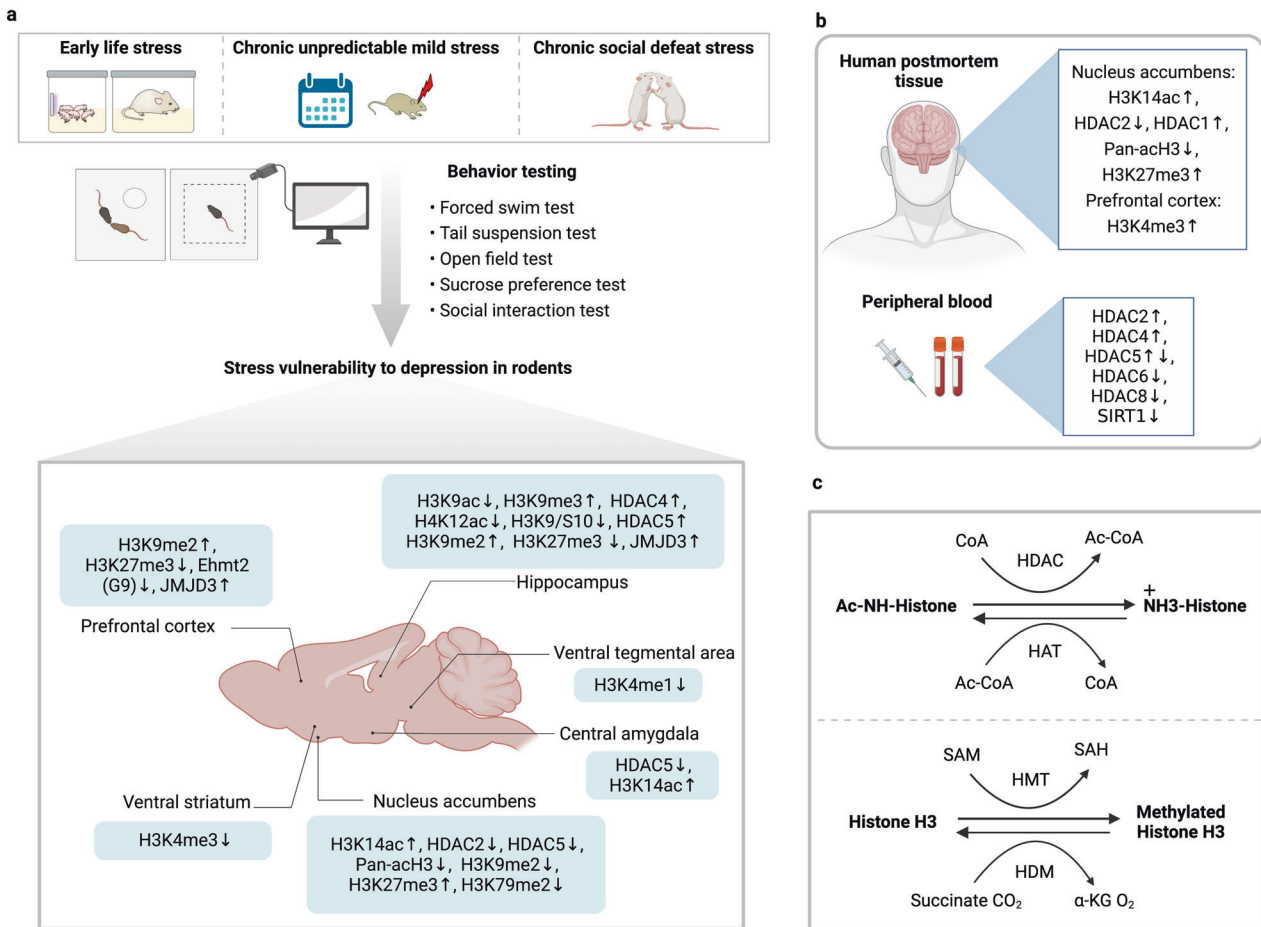 a
Early life stress
Chronic unpredictable mild stress
Chronic social defeat stress
Behavior testing
• Forced swim test
• Tail suspension test
• Open field test
• Sucrose preference test
• Social interaction test
Stress vulnerability to depression in rodents
H3K9me2↑,
H3K27me3↓, Ehmt2
(G9)↓, JMJD3↑
Prefrontal cortex
H3K9ac↓, H3K9me3↑, HDAC4↑
H4K12ac↓, H3K9/S10↓, HDAC5↑
H3K9me2↑, H3K27me3 ↓, JMJD3↑
Hippocampus
Ventral tegmental area
H3K4me1↓
Central amygdala
HDAC5↓,
H3K14ac↑
Ventral striatum
H3K4me3↓
Nucleus accumbens
H3K14ac↑, HDAC2↓, HDAC5↓,
Pan-acH3↓, H3K9me2↓,
H3K27me3↑, H3K79me2↓
b
Human postmortem
tissue
Nucleus accumbens:
H3K14ac↑,
HDAC2↓, HDAC1↑,
Pan-acH3↓,
H3K27me3↑
Prefrontal cortex:
H3K4me3↑
Peripheral blood
HDAC2↑,
HDAC4↑,
HDAC5↑↓,
HDAC6↓,
HDAC8↓,
SIRT1↓
c
CoA
HDAC
Ac-CoA
Ac-NH-Histone
+
NH3-Histone
HAT
Ac-CoA
CoA
SAM
HMT
SAH
Histone H3
Methylated
Histone H3
HDM
Succinate CO₂
α-KG O₂